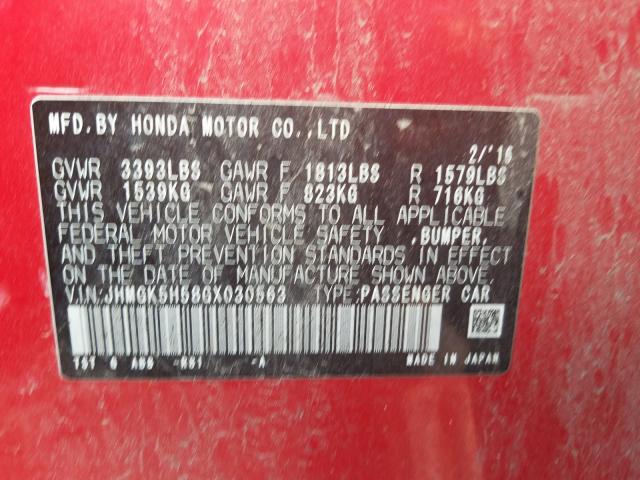 MFD.BY HONDA MOTOR CO.,LTD
2/'16
GVWR 3393LBS GAWR F 1813LBS R 1579LBS
GVWR 1539KG GAWR F 823KG R 716KG
THIS VEHICLE CONFORMS TO ALL APPLICABLE
FEDERAL MOTOR VEHICLE SAFETY ,BUMPER,
AND THEFT PREVENTION STANDARDS IN EFFECT
ON THE DATE OF MANUFACTURE SHOWN ABOVE.
V.I.N:JHMGK5H58GX030563 TYPE:PASSENGER CAR
MADE IN JAPAN